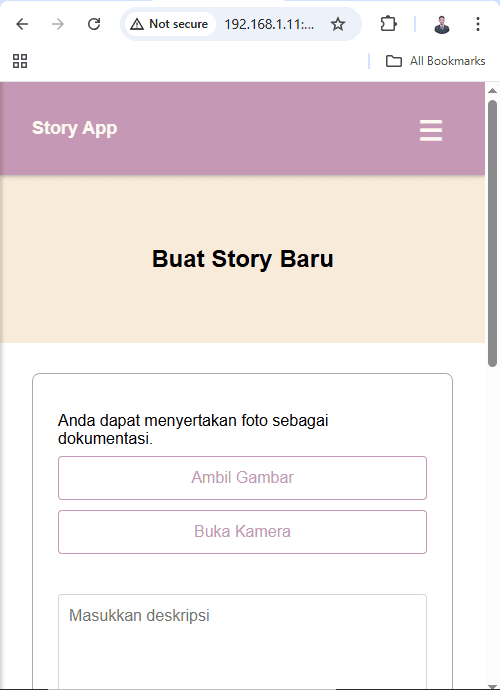 Not secure
192.168.1.11:...
All Bookmarks
Story App
Buat Story Baru
Anda dapat menyertakan foto sebagai
dokumentasi.
Ambil Gambar
Buka Kamera
Masukkan deskripsi